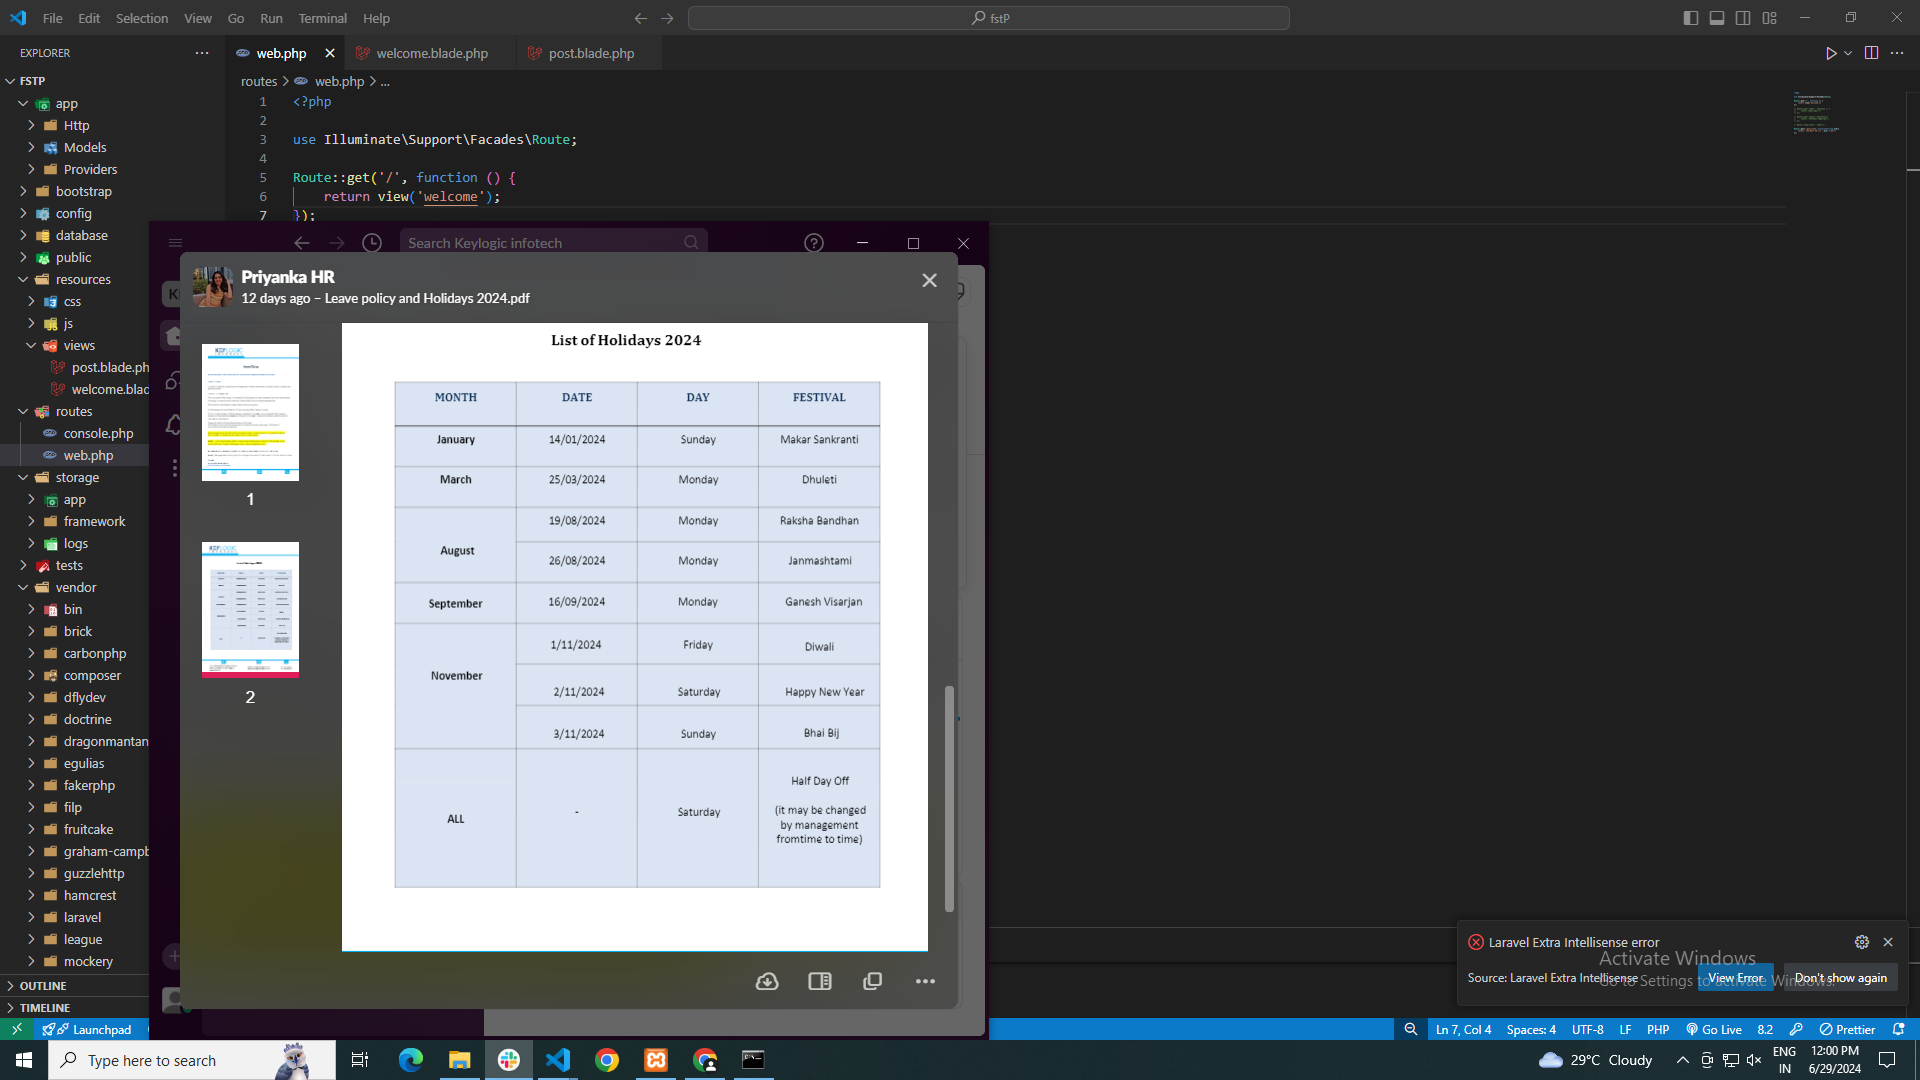 File Edit Selection View Go Run Terminal Help
fstP
EXPLORER
web.php
welcome.blade.php
post.blade.php
FSTP
routes > web.php > ...
app
Http
Models
Providers
bootstrap
config
database
public
resources
css
js
views
post.blade.ph
welcome.blad
routes
console.php
web.php
storage
app
framework
logs
tests
vendor
bin
brick
carbonphp
composer
dflydev
doctrine
dragonmantan
egulias
fakerphp
filp
fruitcake
graham-campb
guzzlehttp
hamcrest
laravel
league
mockery
OUTLINE
TIMELINE
1 <?php
2
3 use Illuminate\Support\Facades\Route;
4
5 Route::get('/', function () {
6 return view('welcome');
7 });
Search Keylogic infotech
Priyanka HR
12 days ago – Leave policy and Holidays 2024.pdf
1
2
List of Holidays 2024
MONTH DATE DAY FESTIVAL
January 14/01/2024 Sunday Makar Sankranti
March 25/03/2024 Monday Dhuleti
August 19/08/2024 Monday Raksha Bandhan
26/08/2024 Monday Janmashtami
September 16/09/2024 Monday Ganesh Visarjan
November 1/11/2024 Friday Diwali
2/11/2024 Saturday Happy New Year
3/11/2024 Sunday Bhai Bij
ALL - Saturday Half Day Off
(it may be changed
by management
fromtime to time)
Laravel Extra Intellisense error
Source: Laravel Extra Intellisense
View Error
Don't show again
Activate Windows
Go to Settings to activate Windows.
Launchpad
Ln 7, Col 4 Spaces: 4 UTF-8 LF PHP Go Live 8.2 Prettier
Type here to search
29°C Cloudy
ENG
IN
12:00 PM
6/29/2024